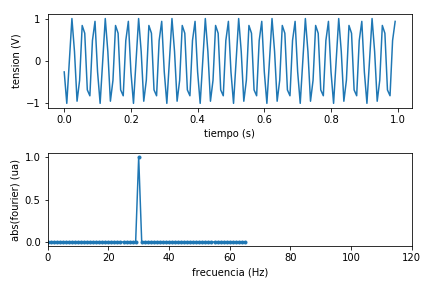 tension (V)
1
0
−1
0.0 0.2 0.4 0.6 0.8 1.0
tiempo (s)
abs(fourier) (ua)
1.0
0.5
0.0
0 20 40 60 80 100 120
frecuencia (Hz)